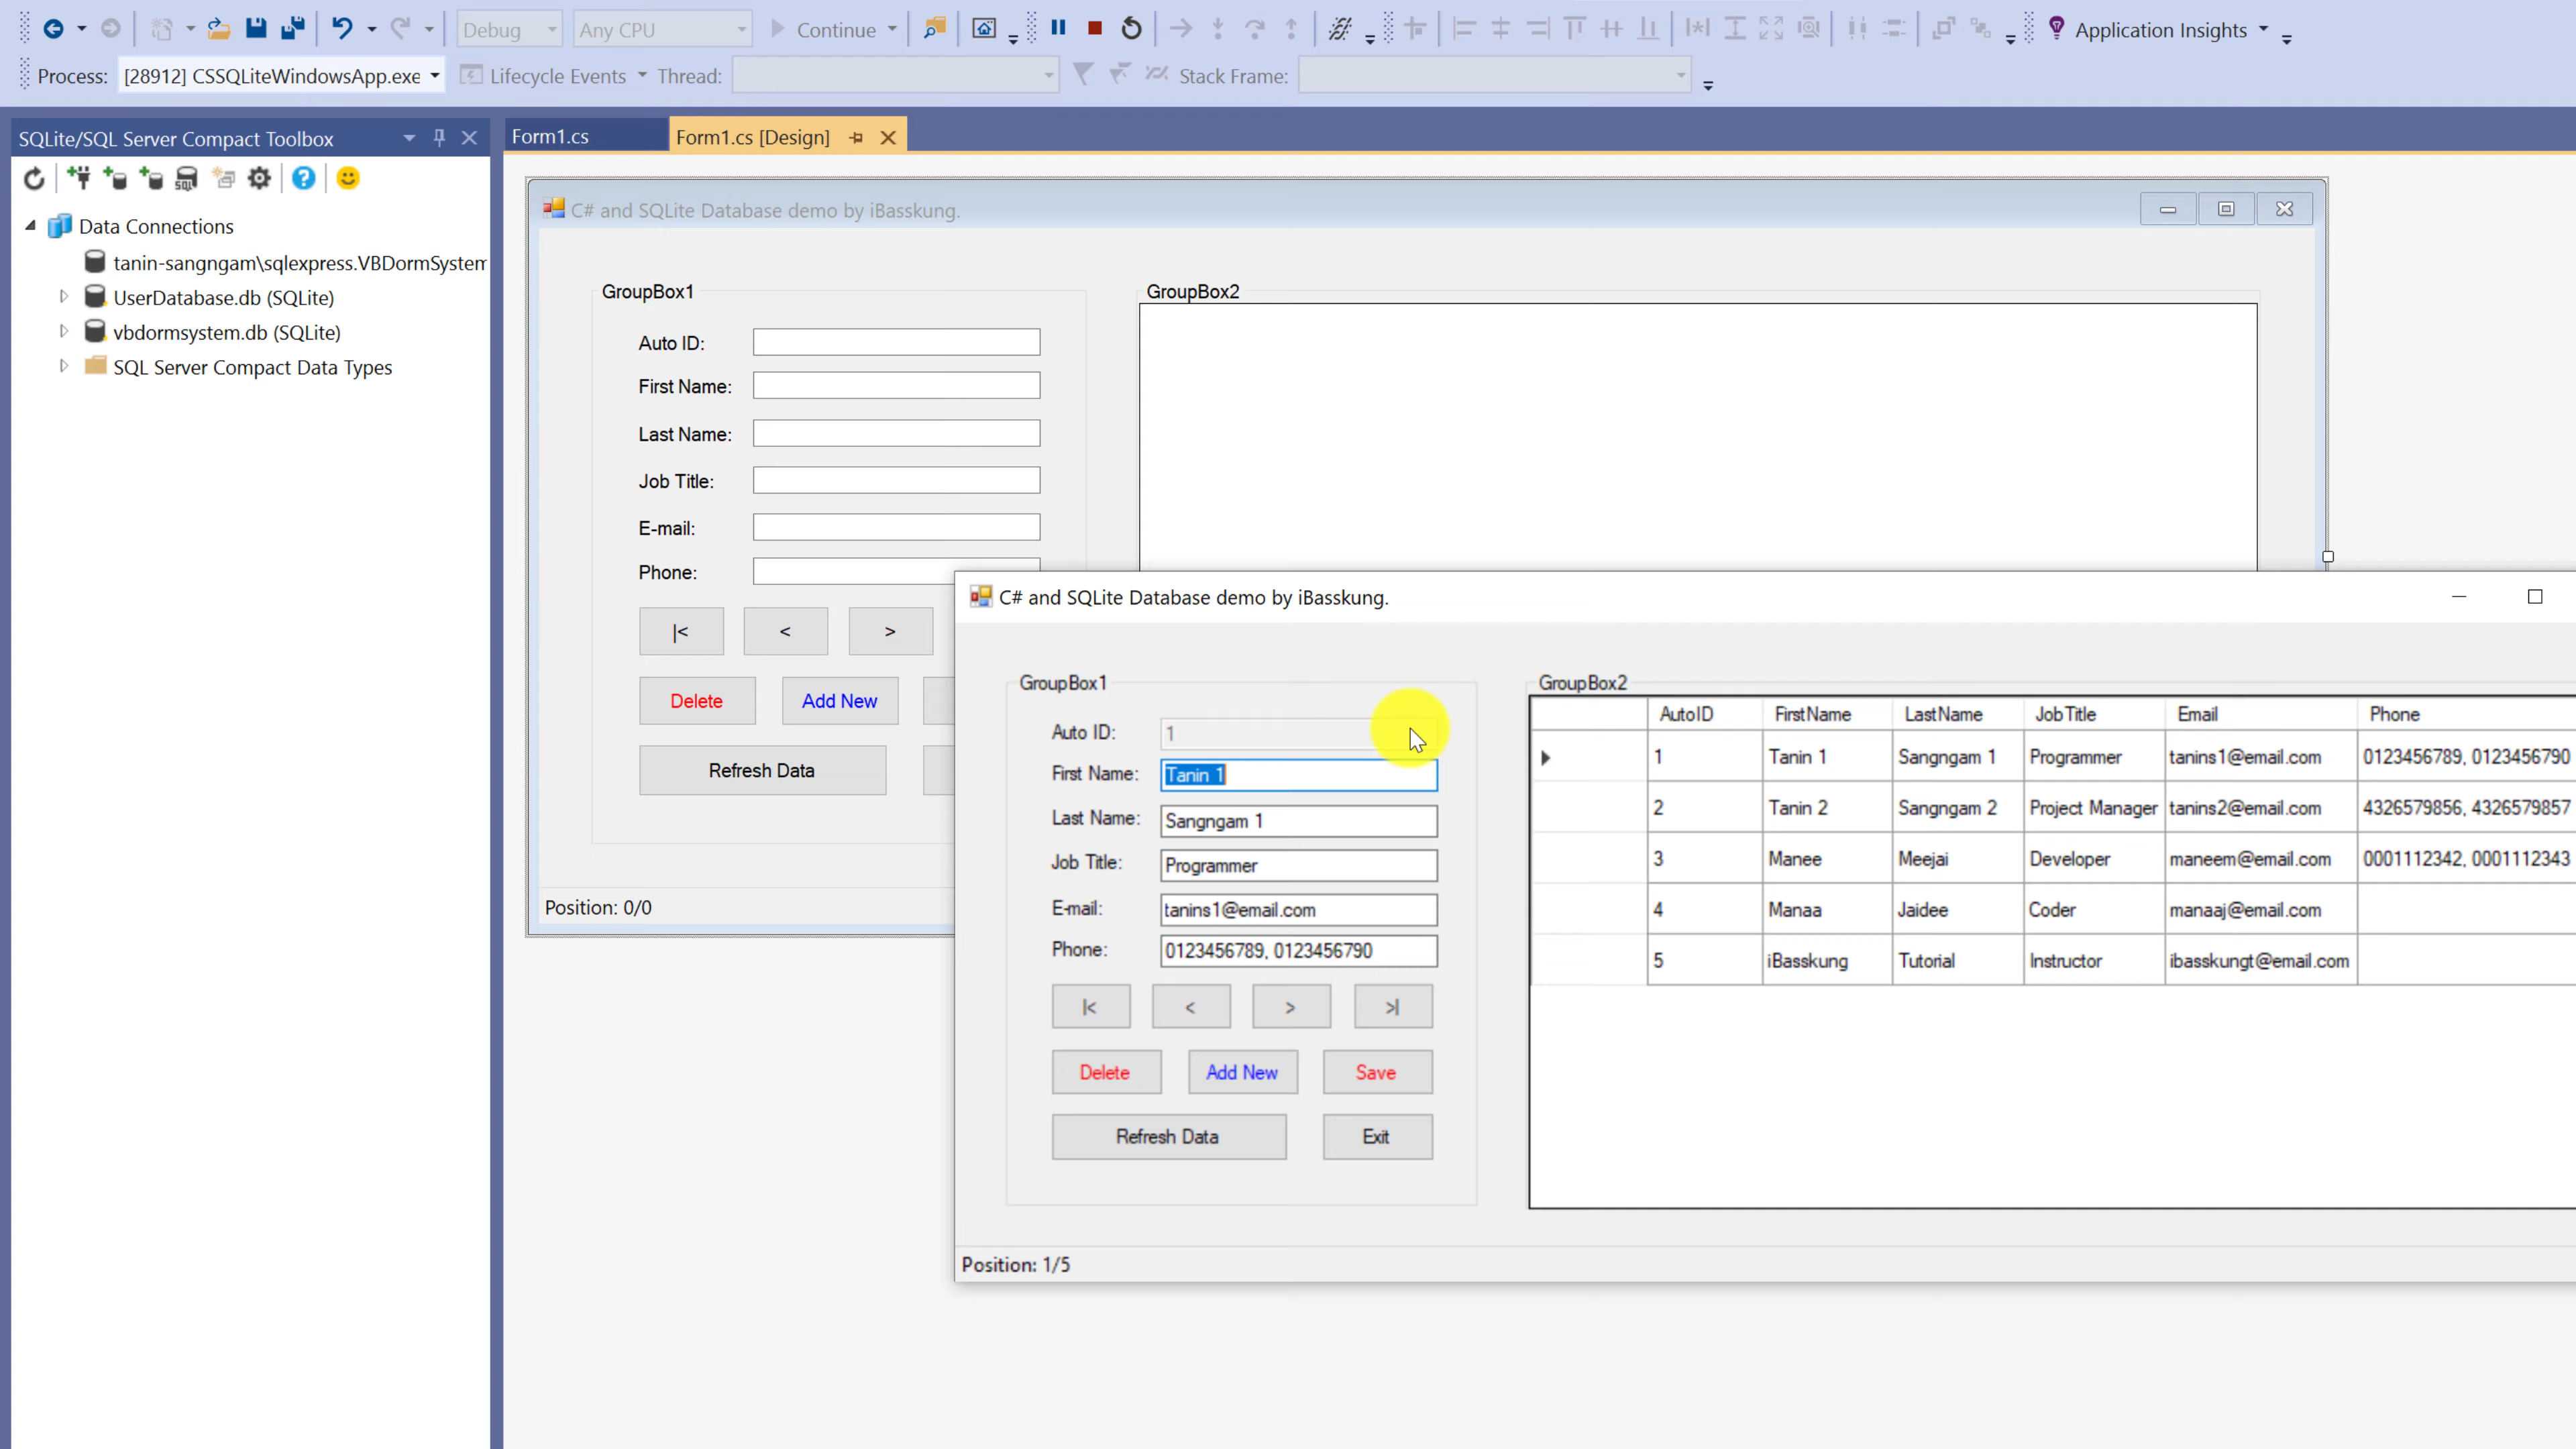 Debug Any CPU Continue Application Insights
Process: [28912] CSSQLiteWindowsApp.exe Lifecycle Events Thread: Stack Frame:
SQLite/SQL Server Compact Toolbox
Form1.cs Form1.cs [Design]
SQL
Data Connections
tanin-sangngam\sqlexpress.VBDormSystem
UserDatabase.db (SQLite)
vbdormsystem.db (SQLite)
SQL Server Compact Data Types
C# and SQLite Database demo by iBasskung.
GroupBox1 GroupBox2
Auto ID:
First Name:
Last Name:
Job Title:
E-mail:
Phone:
|< < >
Delete Add New
Refresh Data
Position: 0/0
C# and SQLite Database demo by iBasskung.
GroupBox1
Auto ID: 1
First Name: Tanin 1
Last Name: Sangngam 1
Job Title: Programmer
E-mail: tanins1@email.com
Phone: 0123456789, 0123456790
|< < > >|
Delete Add New Save
Refresh Data Exit
GroupBox2
AutoID FirstName LastName JobTitle Email Phone
1 Tanin 1 Sangngam 1 Programmer tanins1@email.com 0123456789, 0123456790
2 Tanin 2 Sangngam 2 Project Manager tanins2@email.com 4326579856, 4326579857
3 Manee Meejai Developer maneem@email.com 0001112342, 0001112343
4 Manaa Jaidee Coder manaaj@email.com
5 iBasskung Tutorial Instructor ibasskungt@email.com
Position: 1/5